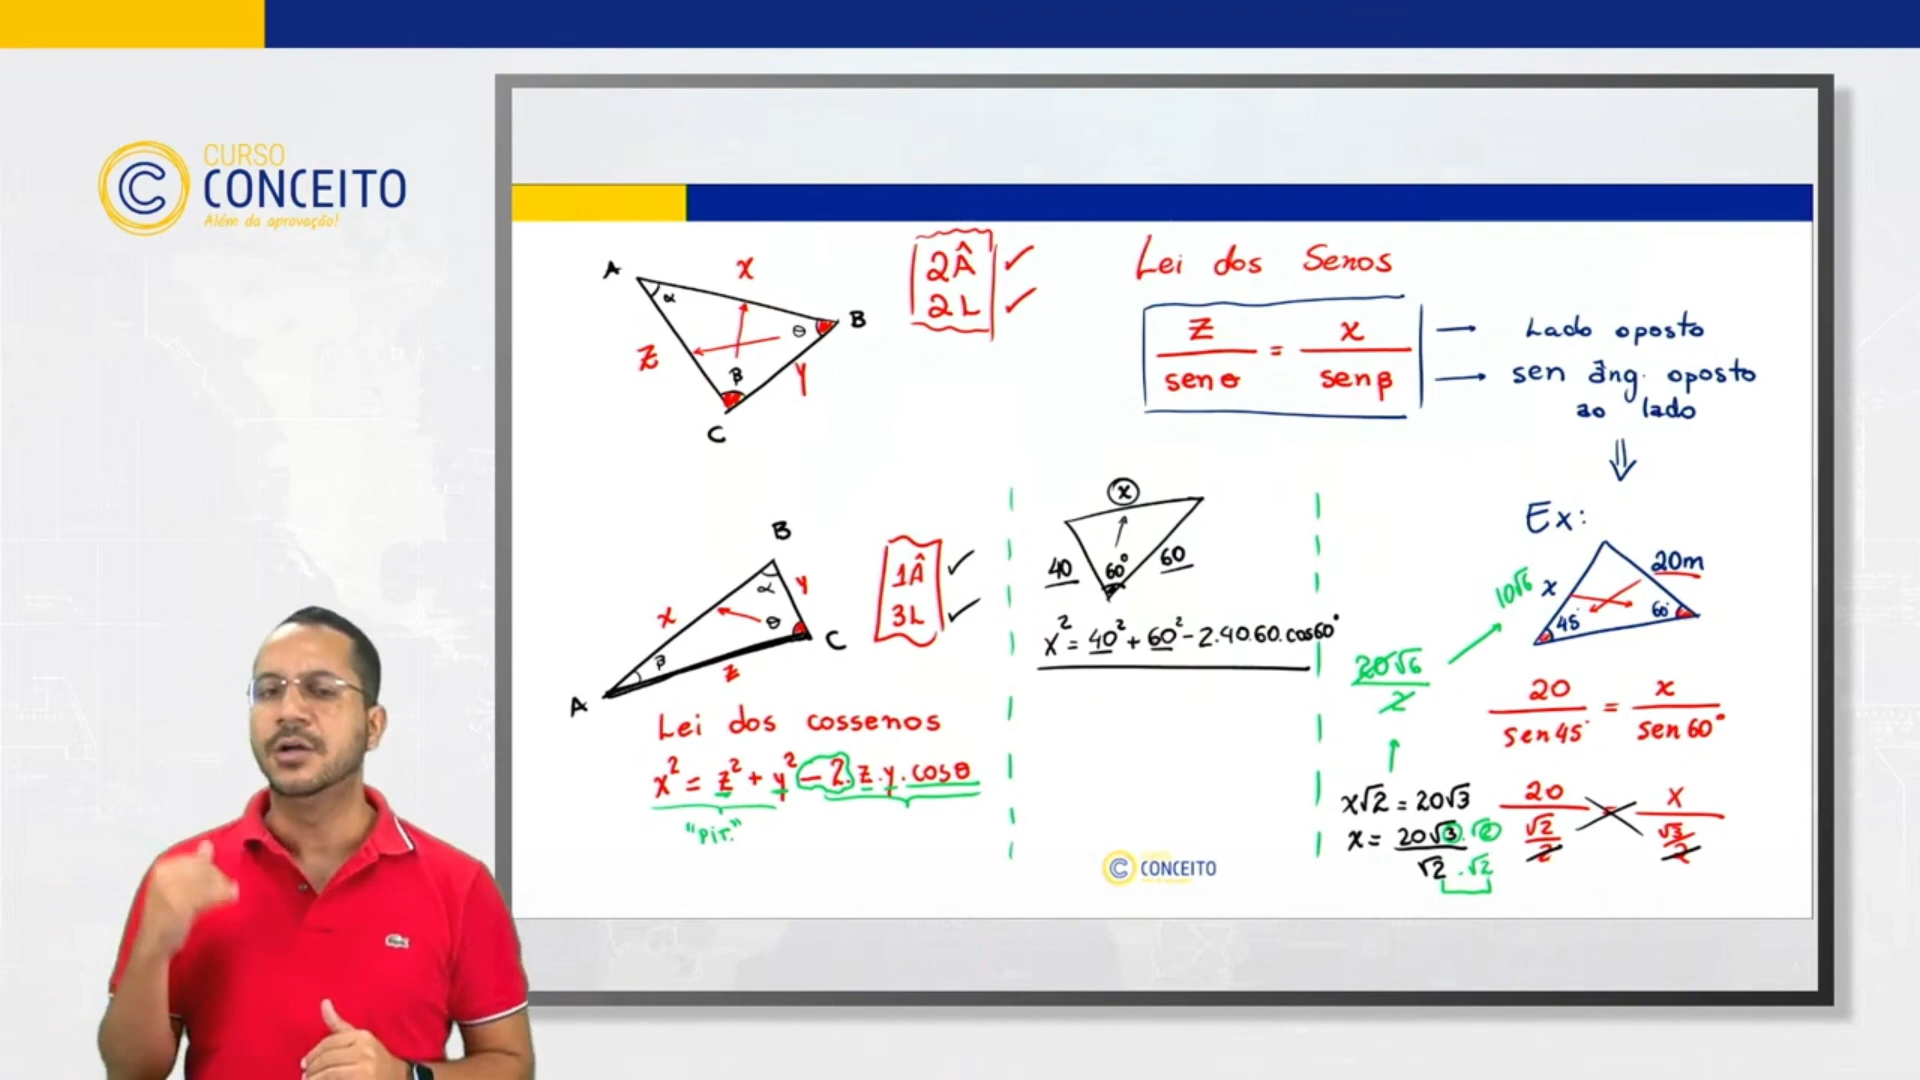 CURSO
CONCEITO
Além da aprovação!
A
α
x
θ
B
z
β
y
C
2Â ✓
2L ✓
Lei dos Senos
z/sen θ = x/sen β
→ Lado oposto
→ sen âng. oposto
ao lado
⇓
B
α
y
x
θ
C
β
z
A
1Â ✓
3L ✓
Lei dos cossenos
x² = z² + y² - 2.z.y.cosθ
"pit."
x
40
60°
60
x² = 40² + 60² - 2.40.60.cos60°
Ex:
20m
10√6
x
45°
60°
20√6/2
20/sen 45° = x/sen 60°
20/(√2/2) = x/(√3/2)
x√2 = 20√3
x = 20√3.√2/√2.√2
CONCEITO